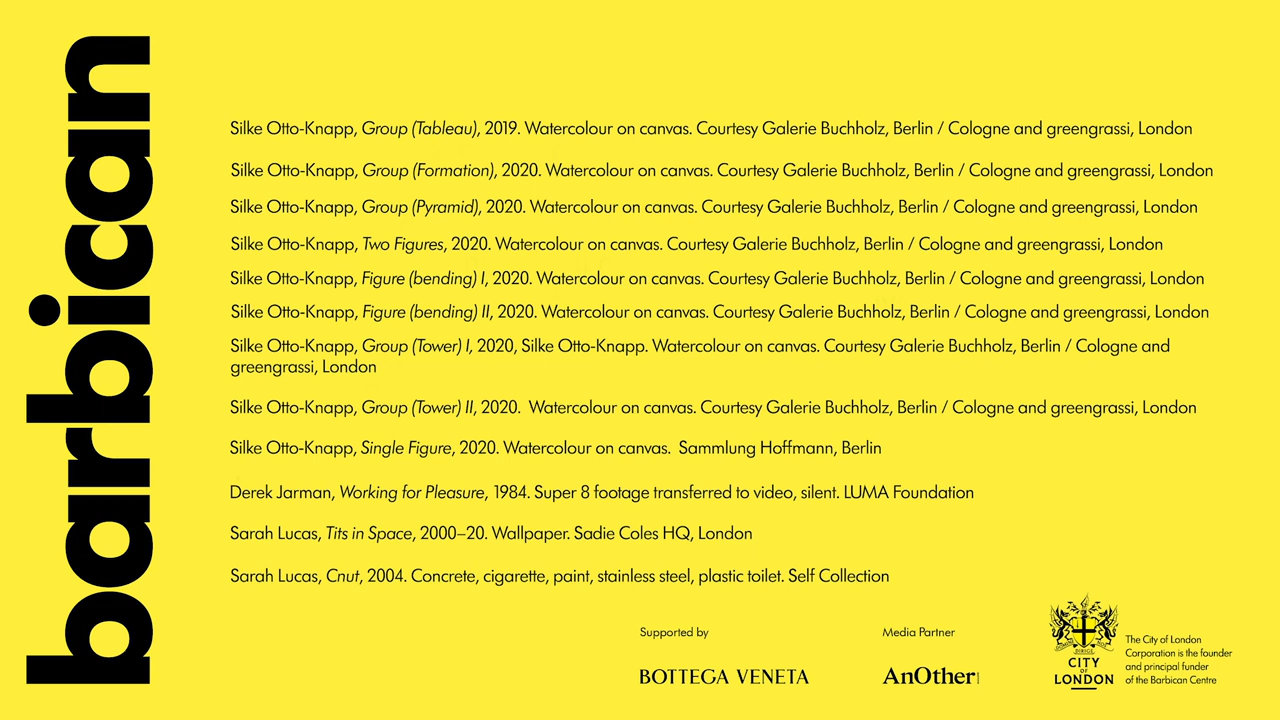 barbican
Silke Otto-Knapp, Group (Tableau), 2019. Watercolour on canvas. Courtesy Galerie Buchholz, Berlin / Cologne and greengrassi, London
Silke Otto-Knapp, Group (Formation), 2020. Watercolour on canvas. Courtesy Galerie Buchholz, Berlin / Cologne and greengrassi, London
Silke Otto-Knapp, Group (Pyramid), 2020. Watercolour on canvas. Courtesy Galerie Buchholz, Berlin / Cologne and greengrassi, London
Silke Otto-Knapp, Two Figures, 2020. Watercolour on canvas. Courtesy Galerie Buchholz, Berlin / Cologne and greengrassi, London
Silke Otto-Knapp, Figure (bending) I, 2020. Watercolour on canvas. Courtesy Galerie Buchholz, Berlin / Cologne and greengrassi, London
Silke Otto-Knapp, Figure (bending) II, 2020. Watercolour on canvas. Courtesy Galerie Buchholz, Berlin / Cologne and greengrassi, London
Silke Otto-Knapp, Group (Tower) I, 2020, Silke Otto-Knapp. Watercolour on canvas. Courtesy Galerie Buchholz, Berlin / Cologne and
greengrassi, London
Silke Otto-Knapp, Group (Tower) II, 2020.  Watercolour on canvas. Courtesy Galerie Buchholz, Berlin / Cologne and greengrassi, London
Silke Otto-Knapp, Single Figure, 2020. Watercolour on canvas.  Sammlung Hoffmann, Berlin
Derek Jarman, Working for Pleasure, 1984. Super 8 footage transferred to video, silent. LUMA Foundation
Sarah Lucas, Tits in Space, 2000–20. Wallpaper. Sadie Coles HQ, London
Sarah Lucas, Cnut, 2004. Concrete, cigarette, paint, stainless steel, plastic toilet. Self Collection
Supported by
BOTTEGA VENETA
Media Partner
AnOther
CITY
OF
LONDON
The City of London
Corporation is the founder
and principal funder
of the Barbican Centre